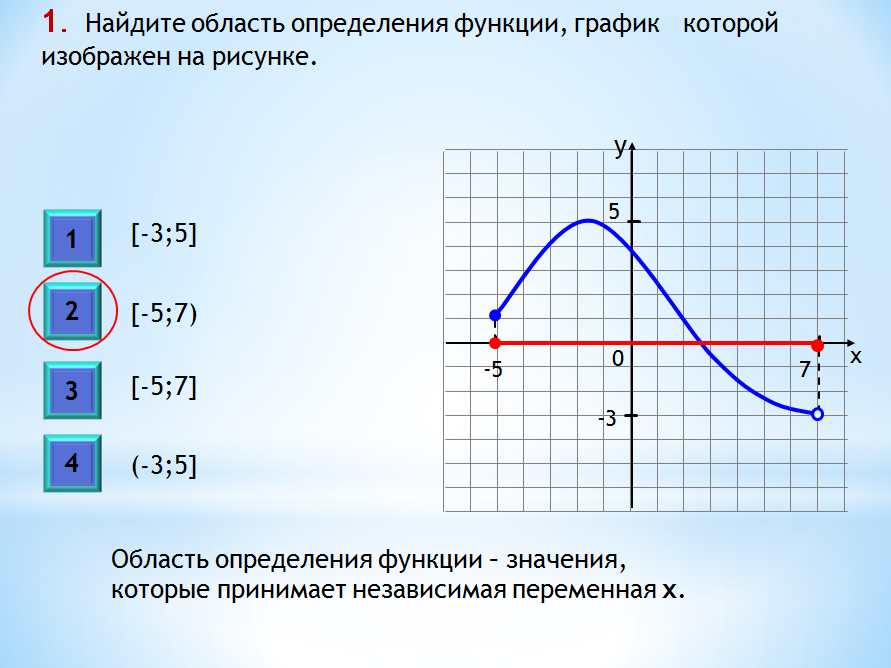 1. Найдите область определения функции, график которой
изображен на рисунке.
1 [-3;5]
2 [-5;7)
3 [-5;7]
4 (-3;5]
y
5
-5
0
7
x
-3
Область определения функции – значения,
которые принимает независимая переменная x.